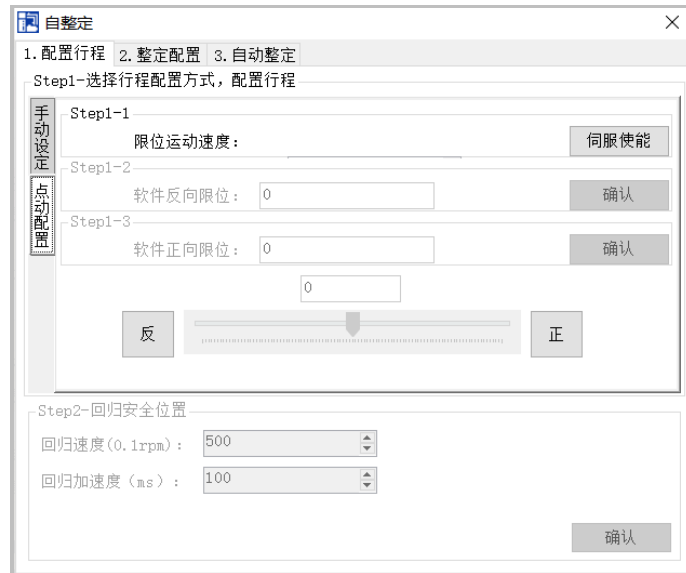 自整定
1.配置行程 2.整定配置 3.自动整定
Step1-选择行程配置方式，配置行程
手动设定
点动配置
Step1-1
限位运动速度：
伺服使能
Step1-2
软件反向限位： 0 确认
Step1-3
软件正向限位： 0 确认
0
反 正
Step2-回归安全位置
回归速度(0.1rpm)： 500
回归加速度（ms）： 100
确认